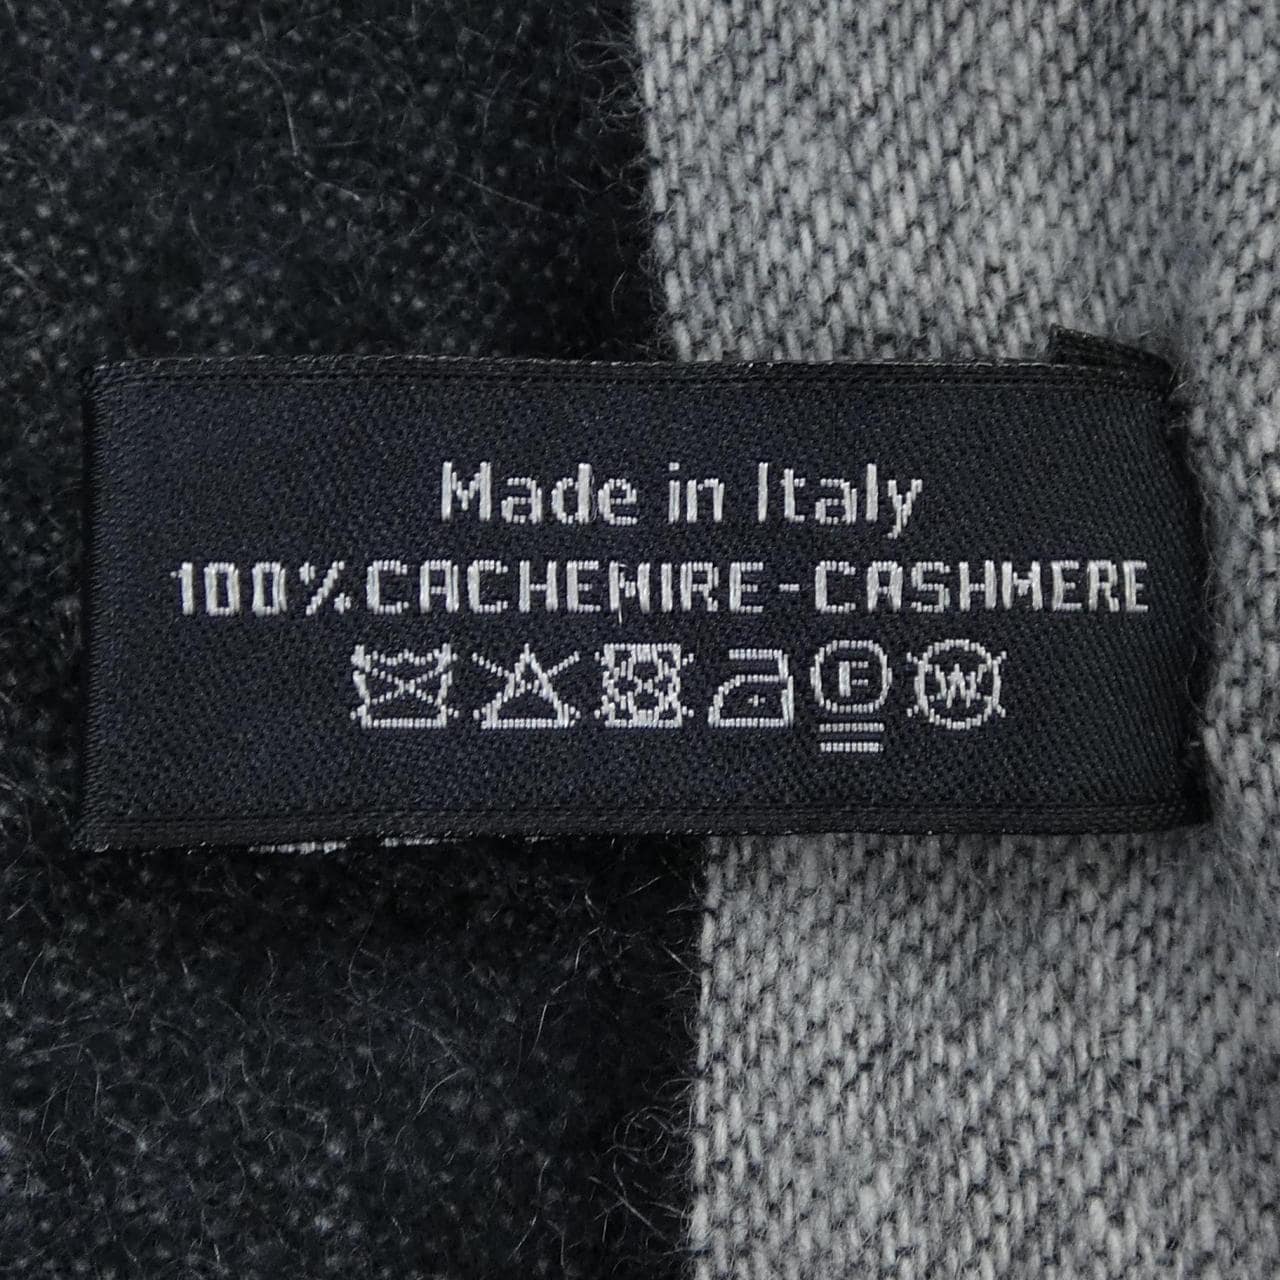 Made in Italy
100% CACHEMIRE-CASHMERE
F W